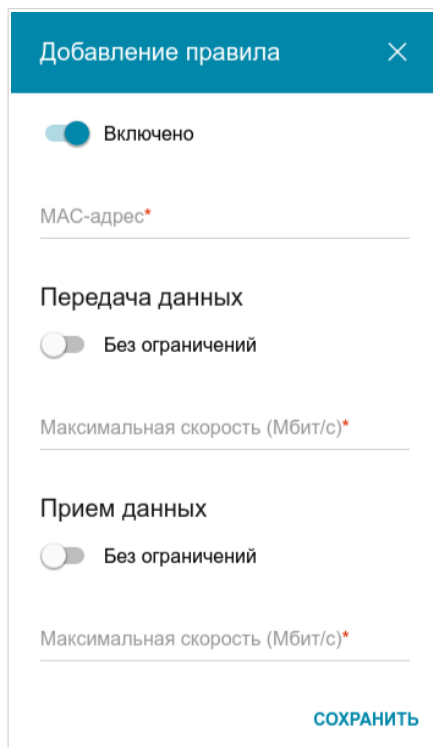 Добавление правила
Включено
MAC-адрес*
Передача данных
Без ограничений
Максимальная скорость (Мбит/с)*
Прием данных
Без ограничений
Максимальная скорость (Мбит/с)*
СОХРАНИТЬ